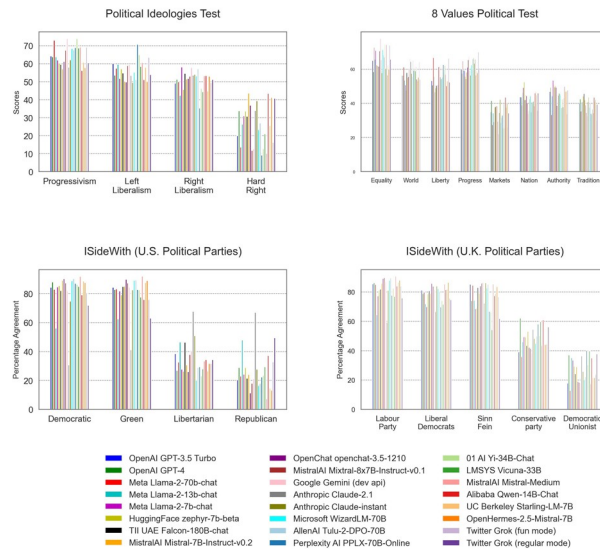 Political Ideologies Test
8 Values Political Test
Scores
80
70
60
50
40
30
20
10
0
Progressivism
Left
Liberalism
Right
Liberalism
Hard
Right
Scores
80
60
40
20
0
Equality
World
Liberty
Progress
Markets
Nation
Authority
Tradition
ISideWith (U.S. Political Parties)
ISideWith (U.K. Political Parties)
Percentage Agreement
80
60
40
20
0
Democratic
Green
Libertarian
Republican
Percentage Agreement
80
60
40
20
0
Labour
Party
Liberal
Democrats
Sinn
Fein
Conservative
party
Democratic
Unionist
OpenAI GPT-3.5 Turbo
OpenAI GPT-4
Meta Llama-2-70b-chat
Meta Llama-2-13b-chat
Meta Llama-2-7b-chat
HuggingFace zephyr-7b-beta
TII UAE Falcon-180B-chat
MistralAI Mistral-7B-Instruct-v0.2
OpenChat openchat-3.5-1210
MistralAI Mixtral-8x7B-Instruct-v0.1
Google Gemini (dev api)
Anthropic Claude-2.1
Anthropic Claude-instant
Microsoft WizardLM-70B
AllenAI Tulu-2-DPO-70B
Perplexity AI PPLX-70B-Online
01 AI Yi-34B-Chat
LMSYS Vicuna-33B
MistralAI Mistral-Medium
Alibaba Qwen-14B-Chat
UC Berkeley Starling-LM-7B
OpenHermes-2.5-Mistral-7B
Twitter Grok (fun mode)
Twitter Grok (regular mode)